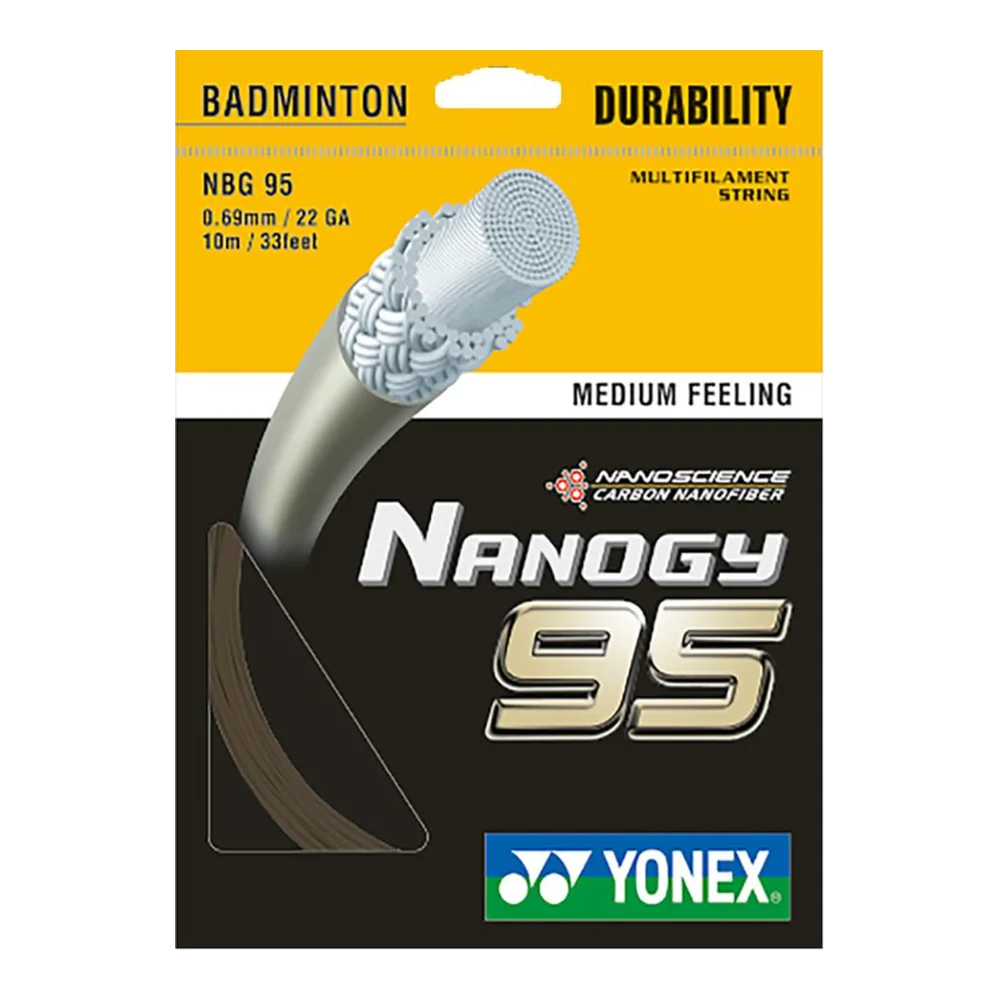 BADMINTON
DURABILITY
NBG 95
0.69mm / 22 GA
10m / 33feet
MULTIFILAMENT
STRING
MEDIUM FEELING
NANOSCIENCE
CARBON NANOFIBER
NANOGY
95
YONEX®